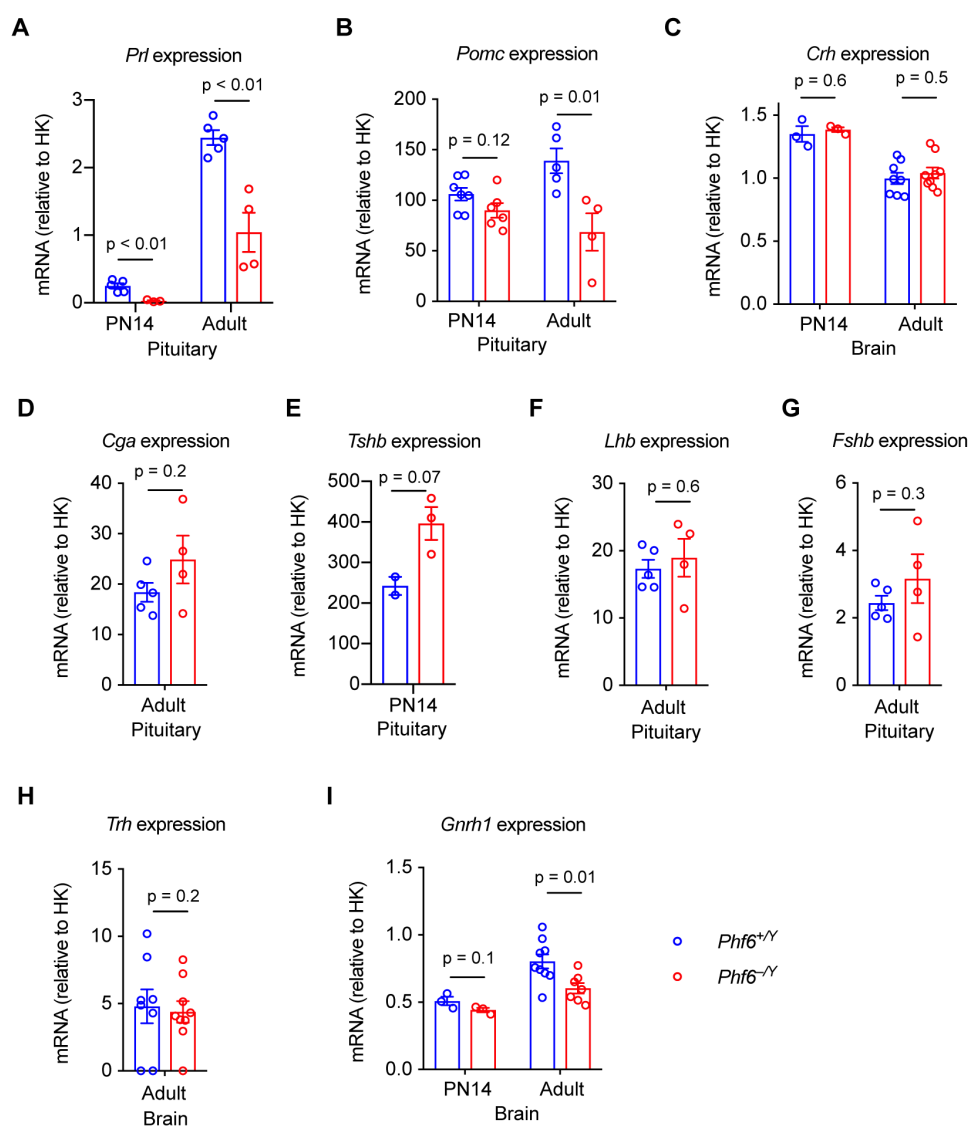 A
Prl expression
mRNA (relative to HK)
3
2
1
0
p < 0.01
p < 0.01
PN14
Adult
Pituitary
B
Pomc expression
mRNA (relative to HK)
200
150
100
50
0
p = 0.12
p = 0.01
PN14
Adult
Pituitary
C
Crh expression
mRNA (relative to HK)
1.5
1.0
0.0
p = 0.6
p = 0.5
PN14
Adult
Brain
D
Cga expression
mRNA (relative to HK)
40
30
20
10
0
p = 0.2
Adult
Pituitary
E
Tshb expression
mRNA (relative to HK)
500
400
300
200
100
0
p = 0.07
PN14
Pituitary
F
Lhb expression
mRNA (relative to HK)
30
20
10
0
p = 0.6
Adult
Pituitary
G
Fshb expression
mRNA (relative to HK)
6
4
2
0
p = 0.3
Adult
Pituitary
H
Trh expression
mRNA (relative to HK)
15
10
5
0
p = 0.2
Adult
Brain
I
Gnrh1 expression
mRNA (relative to HK)
1.5
1.0
0.5
0.0
p = 0.1
p = 0.01
PN14
Adult
Brain
Phf6+/Y
Phf6–/Y